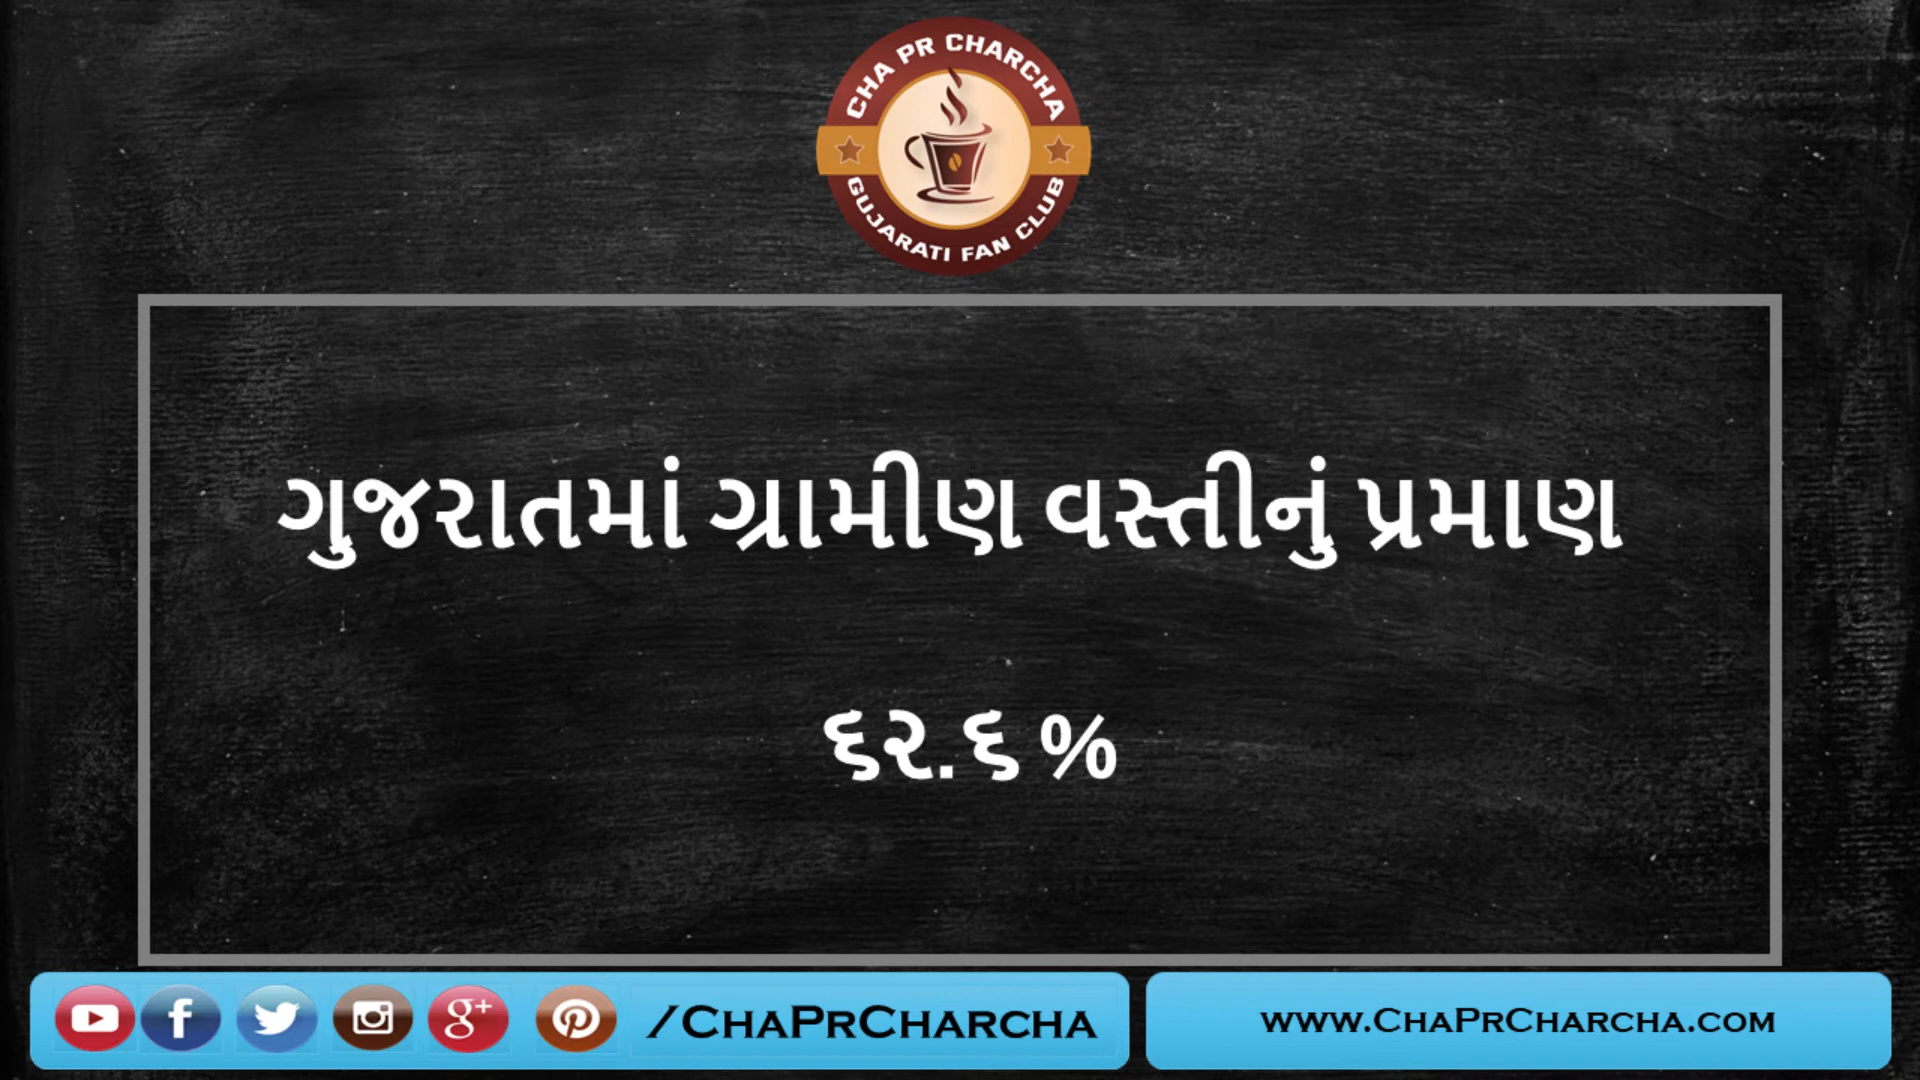 CHA PR CHARCHA
GUJARATI FAN CLUB
ગુજરાતમાં ગ્રામીણ વસ્તીનું પ્રમાણ
૬૨.૬ %
/ChaPrCharcha
www.ChaPrCharcha.com